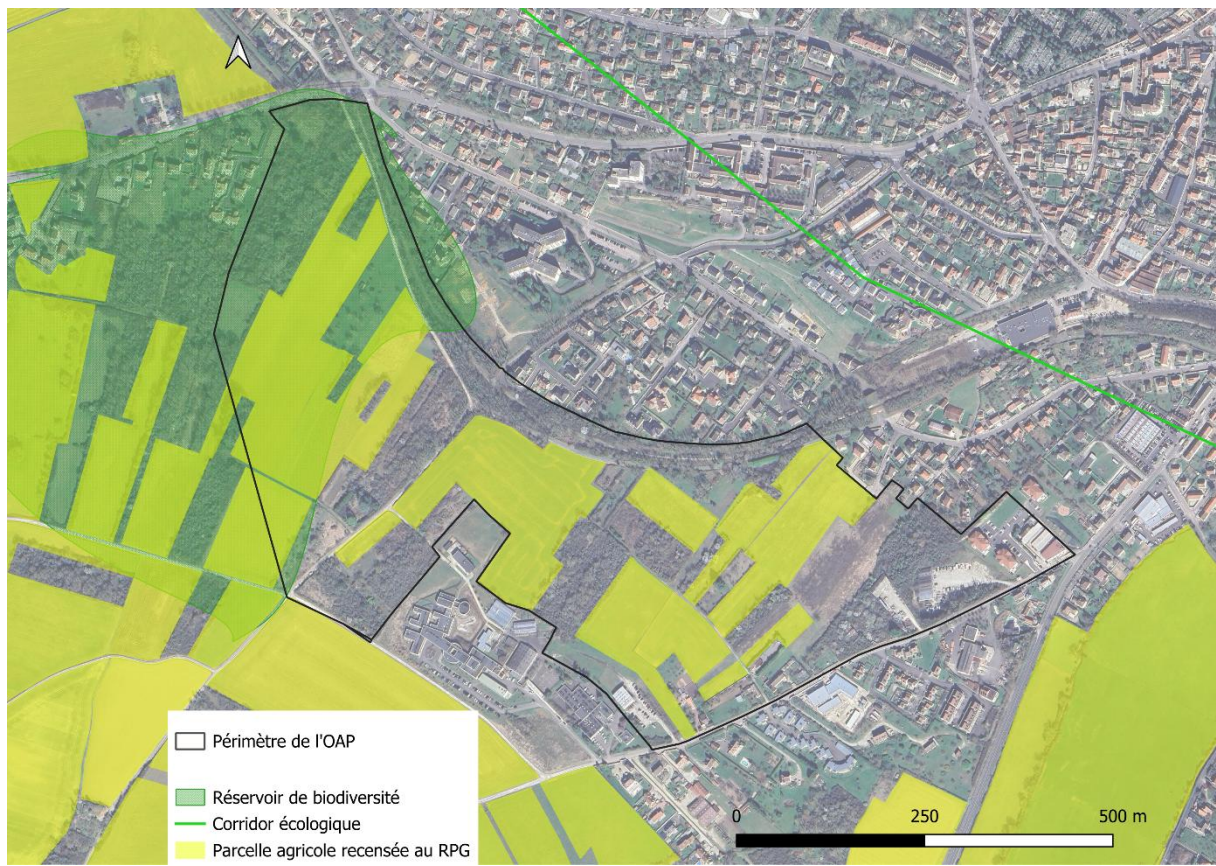 Périmètre de l'OAP
Réservoir de biodiversité
Corridor écologique
Parcelle agricole recensée au RPG
0 250 500 m